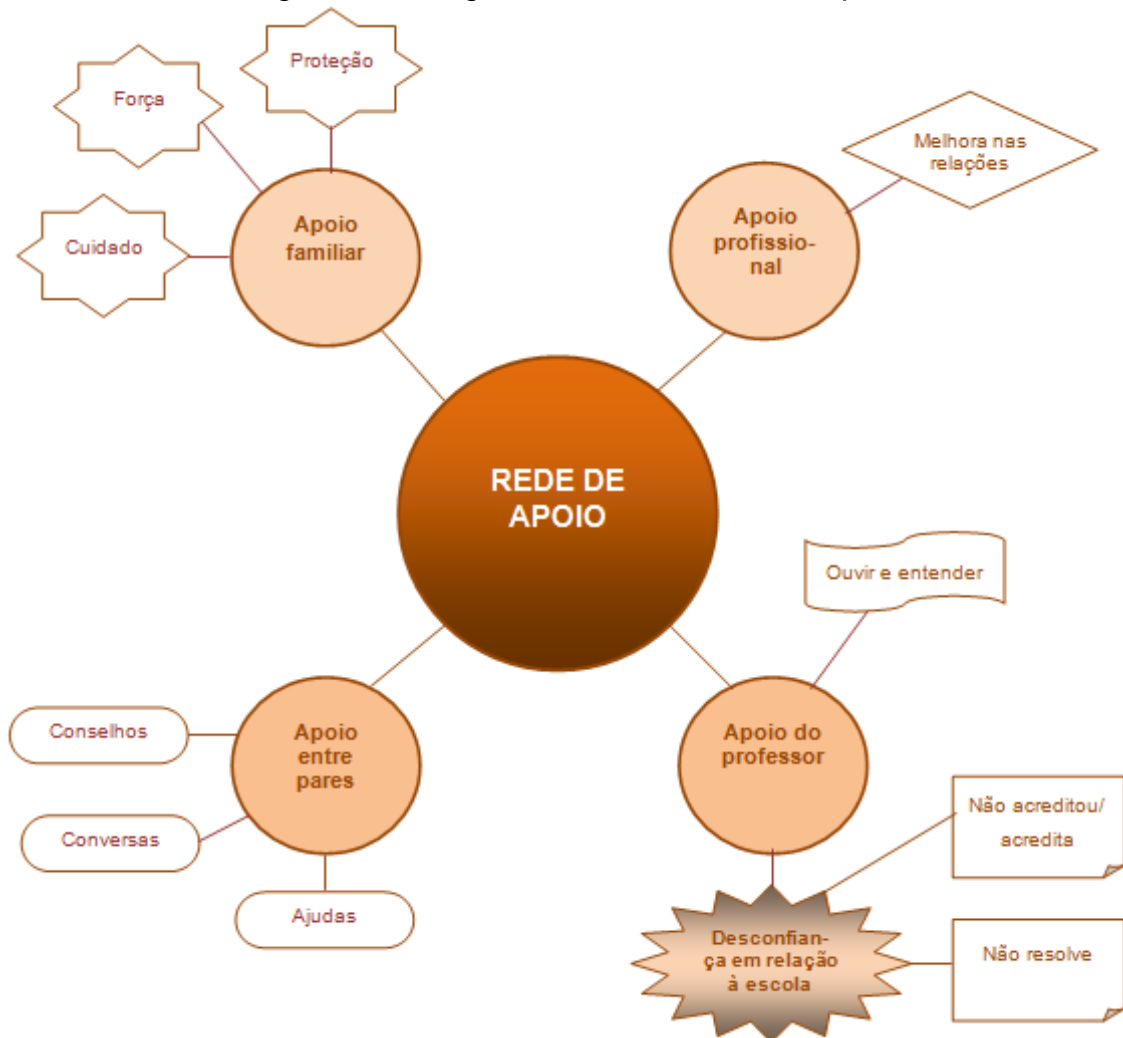 Proteção
Força
Cuidado
Apoio
familiar
Melhora nas
relações
Apoio
profissio-
nal
REDE DE
APOIO
Ouvir e entender
Apoio do
professor
Conselhos
Conversas
Ajudas
Apoio
entre
pares
Não acreditou/
acredita
Desconfian-
ça em relação
à escola
Não resolve